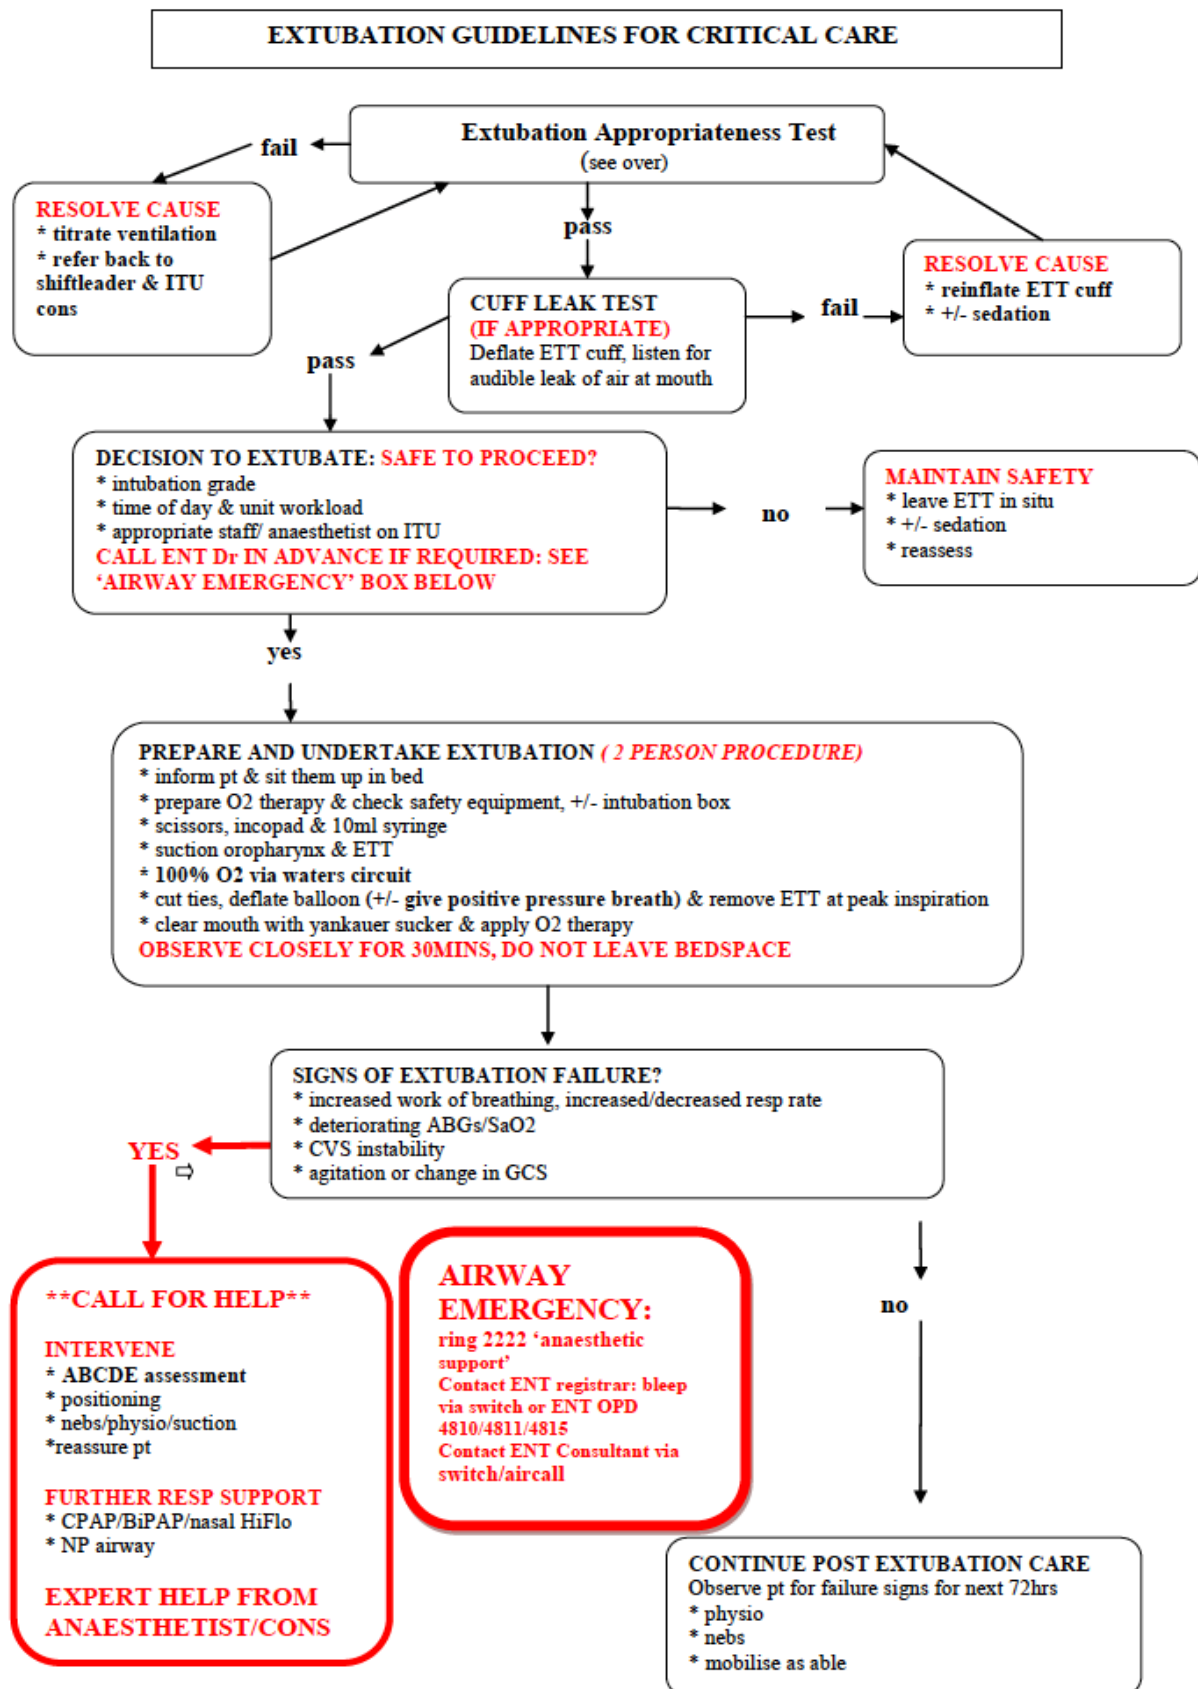 EXTUBATION GUIDELINES FOR CRITICAL CARE
Extubation Appropriateness Test
(see over)
fail
pass
RESOLVE CAUSE
* titrate ventilation
* refer back to
shiftleader & ITU
cons
CUFF LEAK TEST
(IF APPROPRIATE)
Deflate ETT cuff, listen for
audible leak of air at mouth
fail
RESOLVE CAUSE
* reinflate ETT cuff
* +/- sedation
pass
DECISION TO EXTUBATE: SAFE TO PROCEED?
* intubation grade
* time of day & unit workload
* appropriate staff/ anaesthetist on ITU
CALL ENT Dr IN ADVANCE IF REQUIRED: SEE
‘AIRWAY EMERGENCY’ BOX BELOW
no
MAINTAIN SAFETY
* leave ETT in situ
* +/- sedation
* reassess
yes
PREPARE AND UNDERTAKE EXTUBATION ( 2 PERSON PROCEDURE)
* inform pt & sit them up in bed
* prepare O2 therapy & check safety equipment, +/- intubation box
* scissors, incopad & 10ml syringe
* suction oropharynx & ETT
* 100% O2 via waters circuit
* cut ties, deflate balloon (+/- give positive pressure breath) & remove ETT at peak inspiration
* clear mouth with yankauer sucker & apply O2 therapy
OBSERVE CLOSELY FOR 30MINS, DO NOT LEAVE BEDSPACE
SIGNS OF EXTUBATION FAILURE?
* increased work of breathing, increased/decreased resp rate
* deteriorating ABGs/SaO2
* CVS instability
* agitation or change in GCS
YES
**CALL FOR HELP**
INTERVENE
* ABCDE assessment
* positioning
* nebs/physio/suction
*reassure pt
FURTHER RESP SUPPORT
* CPAP/BiPAP/nasal HiFlo
* NP airway
EXPERT HELP FROM
ANAESTHETIST/CONS
AIRWAY
EMERGENCY:
ring 2222 ‘anaesthetic
support’
Contact ENT registrar: bleep
via switch or ENT OPD
4810/4811/4815
Contact ENT Consultant via
switch/aircall
no
CONTINUE POST EXTUBATION CARE
Observe pt for failure signs for next 72hrs
* physio
* nebs
* mobilise as able